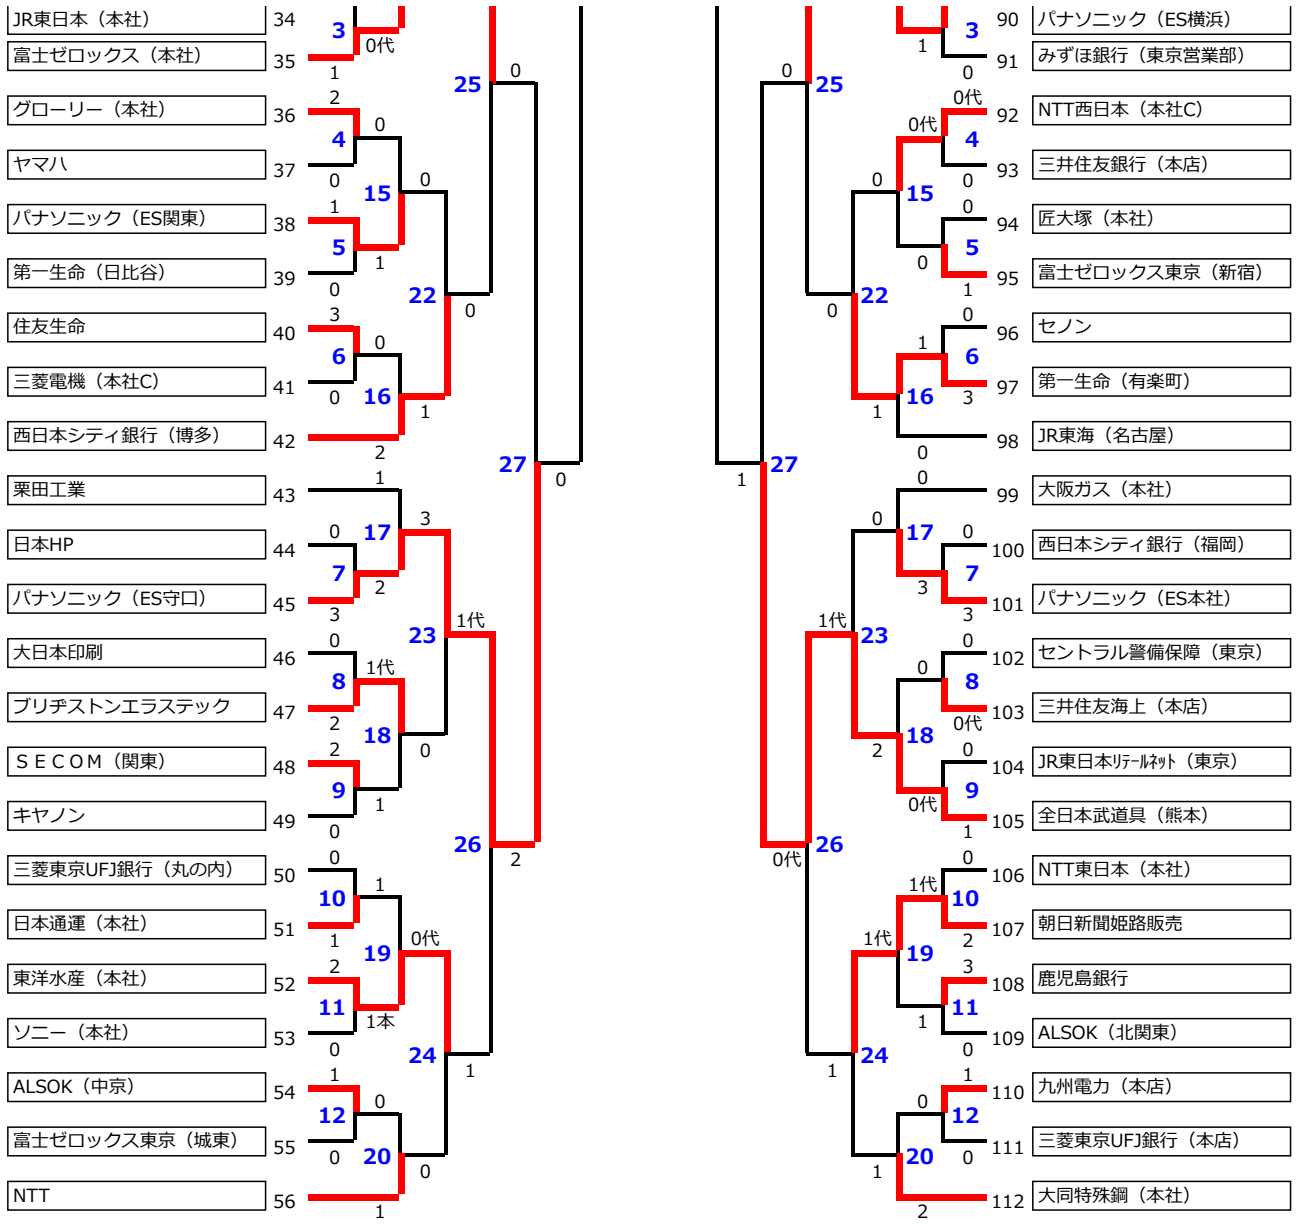 JR東日本（本社） 34
3
0代
富士ゼロックス（本社） 35
1
グローリー（本社） 36
2
4
0
ヤマハ 37
0
15
0
パナソニック（ES関東） 38
1
5
1
第一生命（日比谷） 39
0
22
0
住友生命 40
3
6
0
三菱電機（本社C） 41
0
16
1
西日本シティ銀行（博多） 42
2
25
0
27
0
栗田工業 43
1
17
3
日本HP 44
0
7
2
パナソニック（ES守口） 45
3
23
1代
大日本印刷 46
0
8
1代
ブリヂストンエラステック 47
2
18
0
ＳＥＣＯＭ（関東） 48
2
9
1
キヤノン 49
0
26
2
三菱東京UFJ銀行（丸の内） 50
0
10
1
日本通運（本社） 51
1
19
0代
東洋水産（本社） 52
2
11
1本
ソニー（本社） 53
0
24
1
ALSOK（中京） 54
1
12
0
富士ゼロックス東京（城東） 55
0
20
0
NTT 56
1
90 パナソニック（ES横浜）
3
1
91 みずほ銀行（東京営業部）
0
25
0
92 NTT西日本（本社C）
0代
0代
4
93 三井住友銀行（本店）
0
15
0
94 匠大塚（本社）
0
5
0
95 富士ゼロックス東京（新宿）
1
22
0
96 セノン
0
1
6
97 第一生命（有楽町）
3
16
1
98 JR東海（名古屋）
0
27
1
99 大阪ガス（本社）
0
17
0
100 西日本シティ銀行（福岡）
0
7
3
101 パナソニック（ES本社）
3
23
1代
102 セントラル警備保障（東京）
0
0
8
103 三井住友海上（本店）
0代
18
2
104 JR東日本ﾘﾃｰﾙﾈｯﾄ（東京）
0
9
0代
105 全日本武道具（熊本）
1
26
0代
106 NTT東日本（本社）
0
1代
10
107 朝日新聞姫路販売
2
19
1代
108 鹿児島銀行
3
11
1
109 ALSOK（北関東）
0
24
1
110 九州電力（本店）
1
0
12
111 三菱東京UFJ銀行（本店）
0
20
1
112 大同特殊鋼（本社）
2